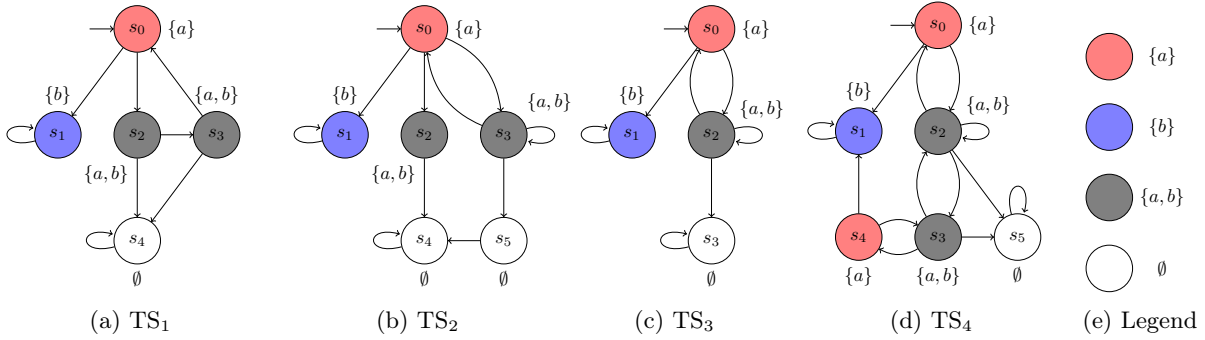 s₀ {a}
{b} {a, b}
s₁ s₂ s₃
{a, b}
s₄
∅
(a) TS₁
s₀ {a}
{b} {a, b}
s₁ s₂ s₃
{a, b}
s₄ s₅
∅ ∅
(b) TS₂
s₀ {a}
{b} {a, b}
s₁ s₂
s₃
∅
(c) TS₃
s₀ {a}
{b} {a, b}
s₁ s₂
s₄ s₃ s₅
{a} {a, b} ∅
(d) TS₄
{a}
{b}
{a, b}
∅
(e) Legend